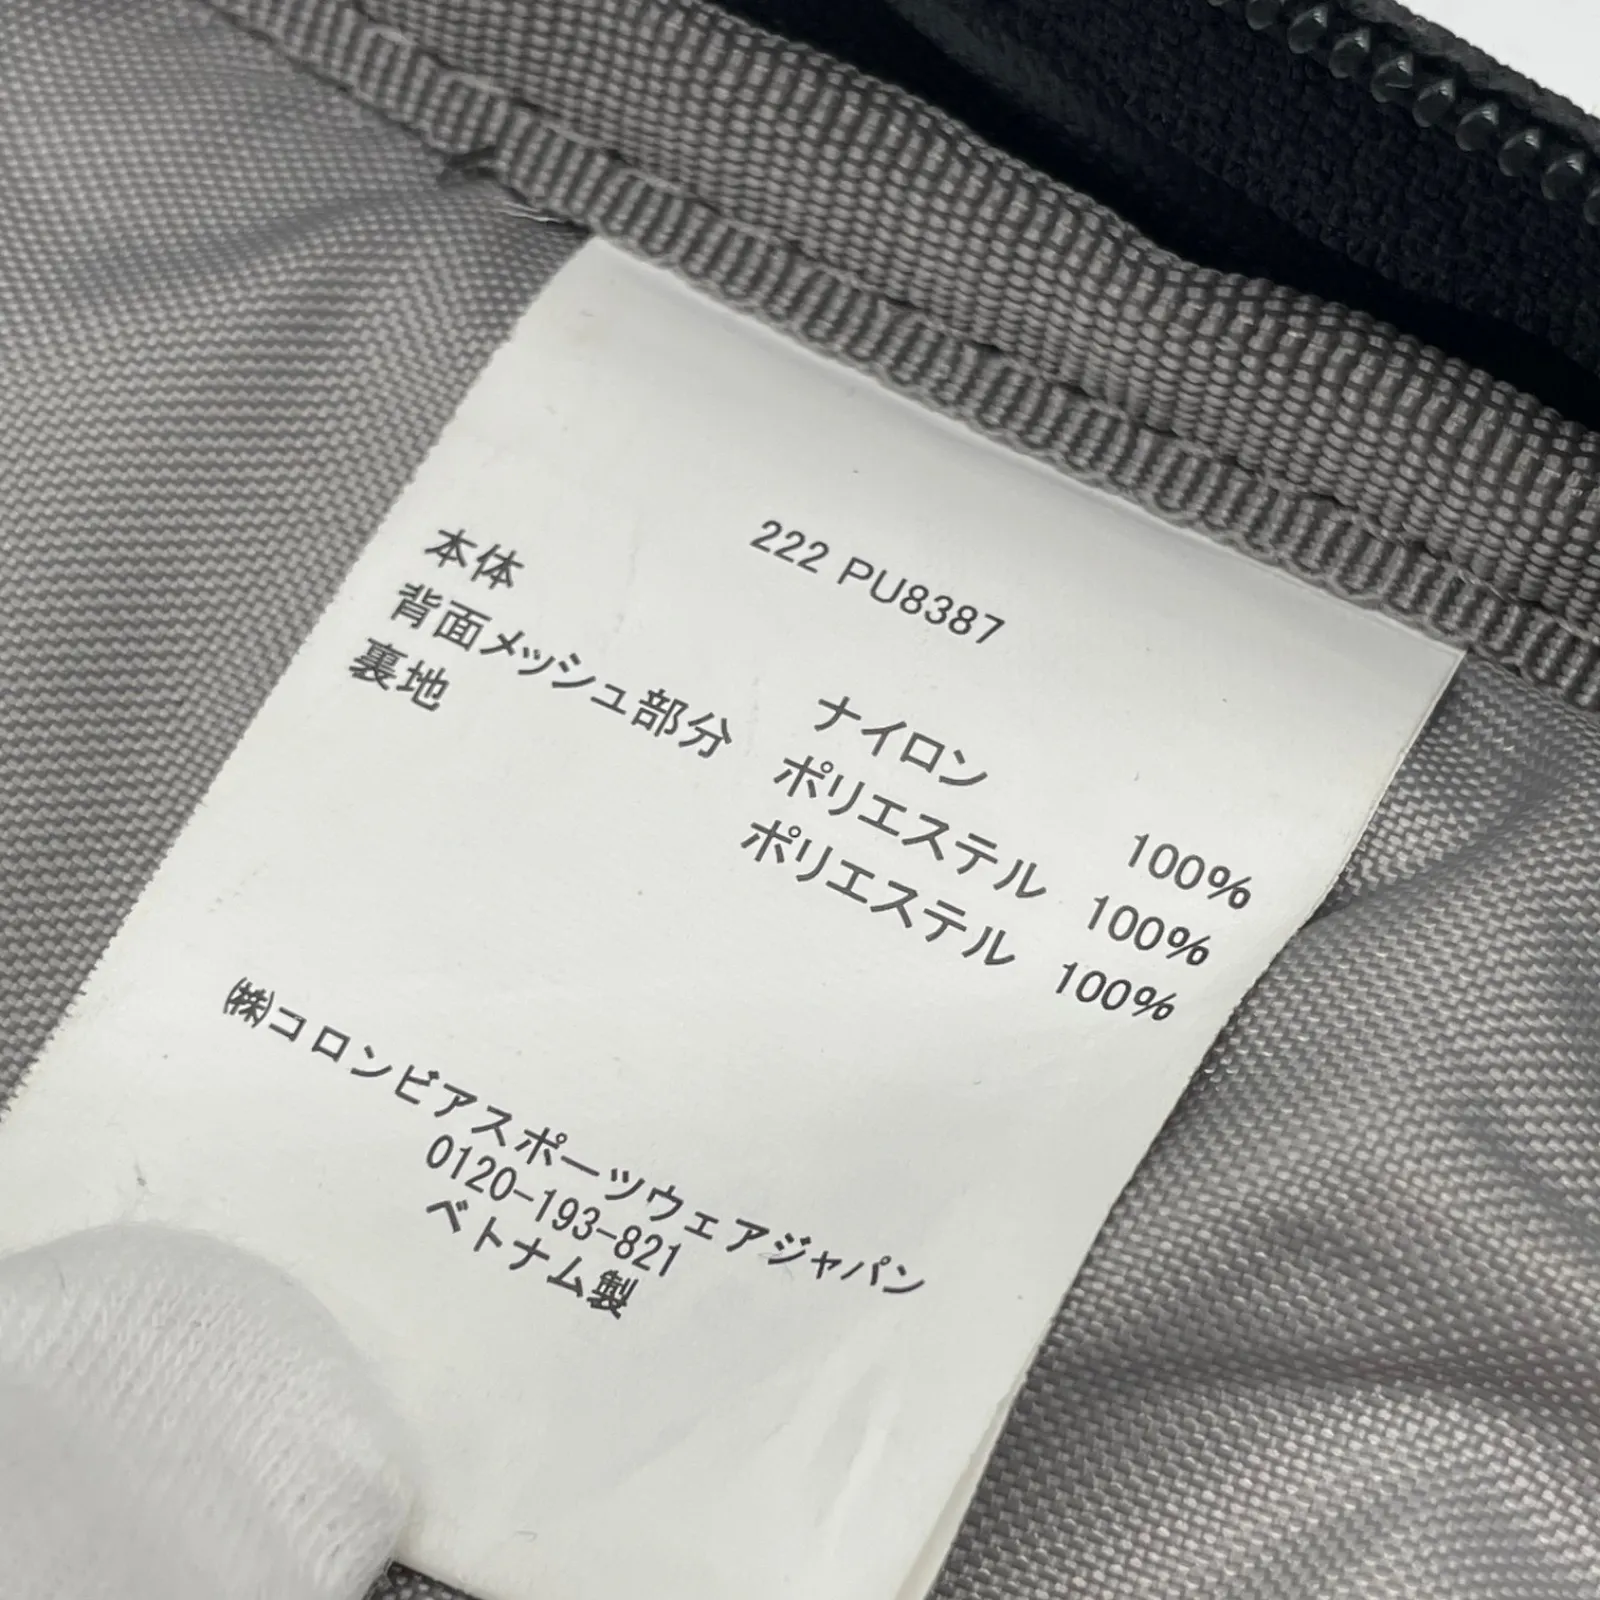 222 PU8387
本体 ナイロン 100%
背面メッシュ部分 ポリエステル 100%
裏地 ポリエステル 100%
㈱コロンビアスポーツウェアジャパン
0120-193-821
ベトナム製